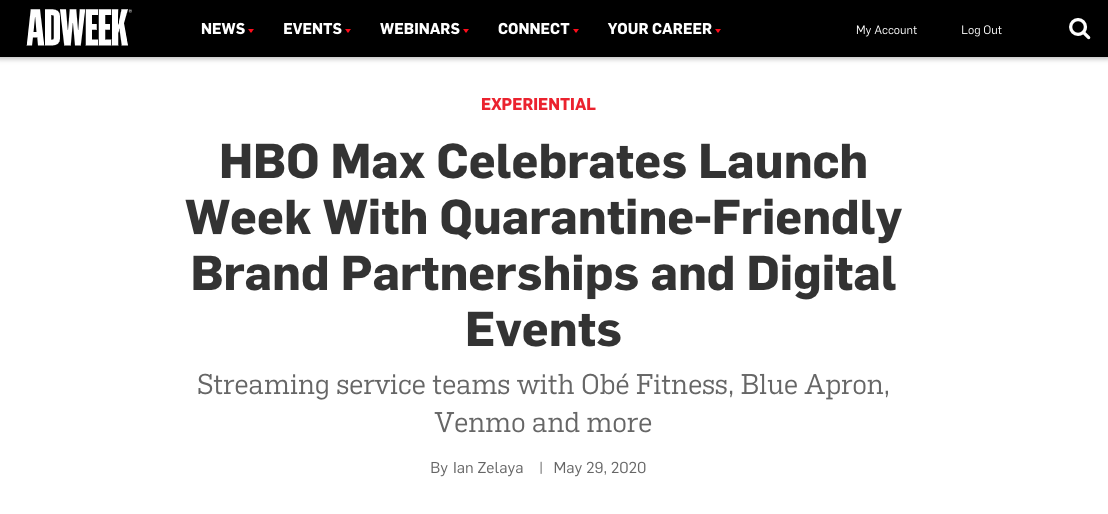 ADWEEK NEWS EVENTS WEBINARS CONNECT YOUR CAREER My Account Log Out
EXPERIENTIAL
HBO Max Celebrates Launch
Week With Quarantine-Friendly
Brand Partnerships and Digital
Events
Streaming service teams with Obé Fitness, Blue Apron,
Venmo and more
By Ian Zelaya | May 29, 2020